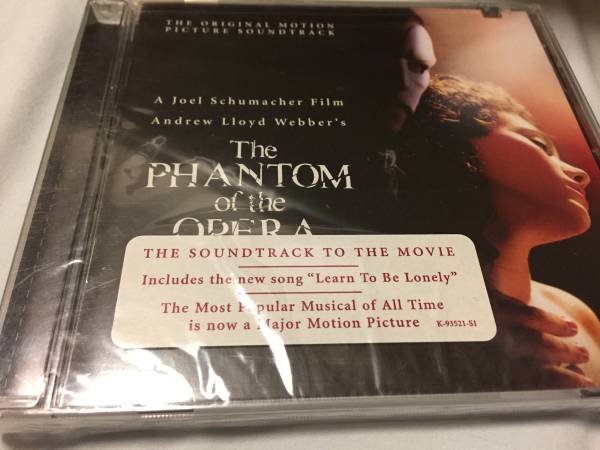 THE ORIGINAL MOTION
PICTURE SOUNDTRACK
A Joel Schumacher Film
Andrew Lloyd Webber's
The
PHANTOM
of the
OPERA
THE SOUNDTRACK TO THE MOVIE
Includes the new song "Learn To Be Lonely"
The Most Popular Musical of All Time
is now a Major Motion Picture K-93521-S1